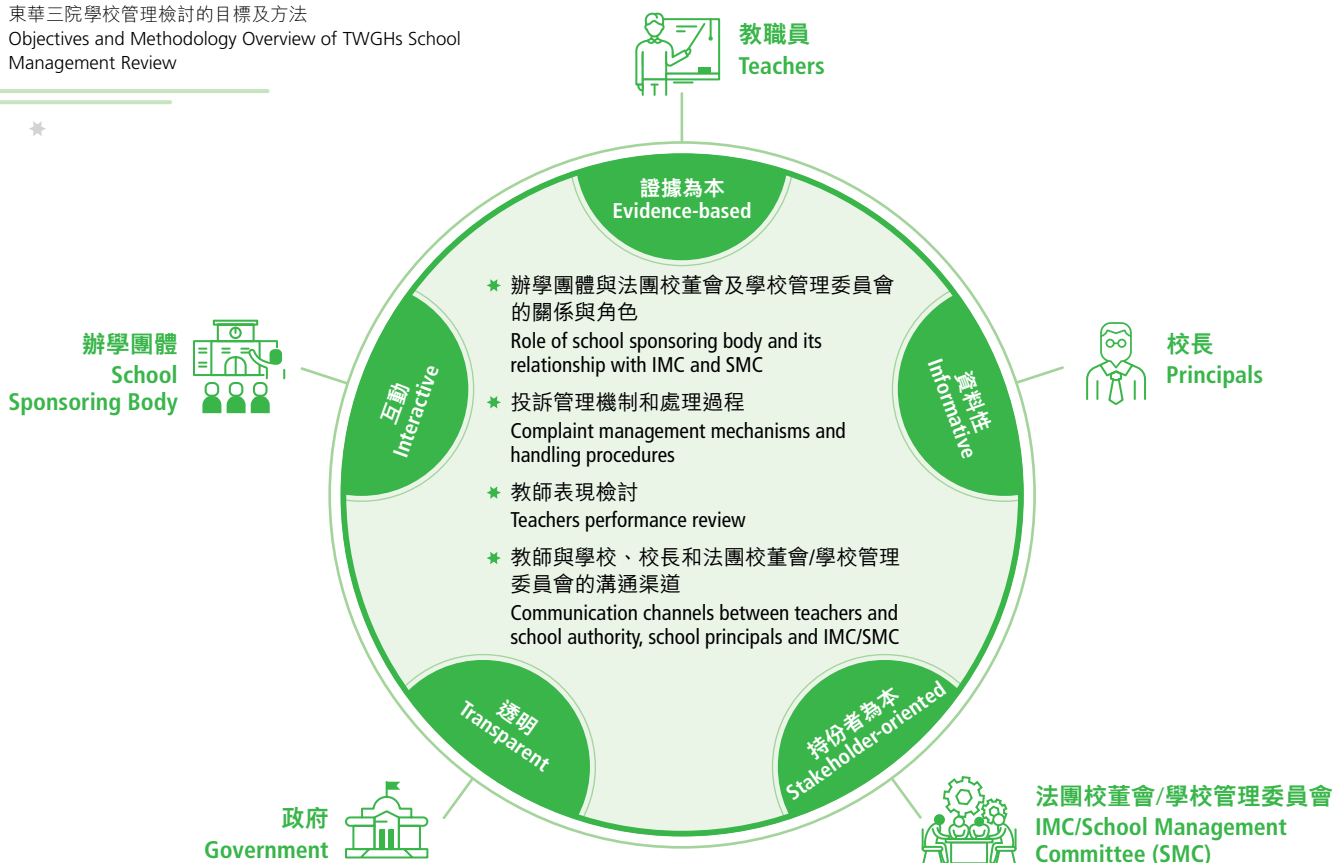 東華三院學校管理檢討的目標及方法
Objectives and Methodology Overview of TWGHs School
Management Review
教職員
Teachers
證據為本
Evidence-based
辦學團體
School
Sponsoring Body
互動
Interactive
辦學團體與法團校董會及學校管理委員會
的關係與角色
Role of school sponsoring body and its
relationship with IMC and SMC
投訴管理機制和處理過程
Complaint management mechanisms and
handling procedures
教師表現檢討
Teachers performance review
教師與學校、校長和法團校董會/學校管理
委員會的溝通渠道
Communication channels between teachers and
school authority, school principals and IMC/SMC
資料性
Informative
校長
Principals
透明
Transparent
持份者為本
Stakeholder-oriented
政府
Government
法團校董會/學校管理委員會
IMC/School Management
Committee (SMC)